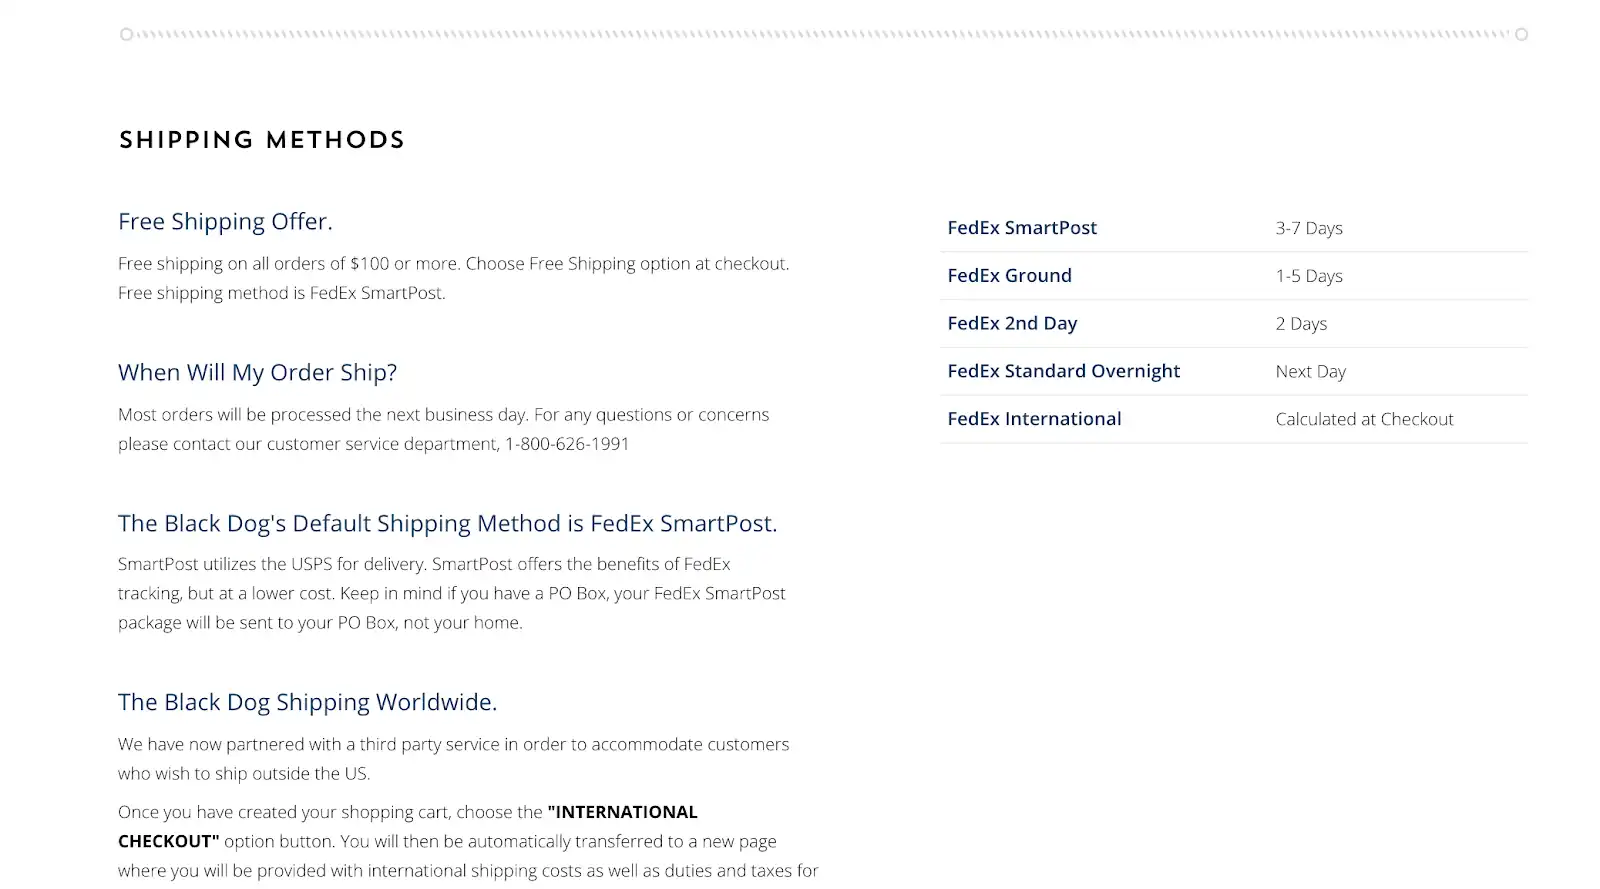 SHIPPING METHODS
Free Shipping Offer.
Free shipping on all orders of $100 or more. Choose Free Shipping option at checkout.
Free shipping method is FedEx SmartPost.
When Will My Order Ship?
Most orders will be processed the next business day. For any questions or concerns
please contact our customer service department, 1-800-626-1991
The Black Dog's Default Shipping Method is FedEx SmartPost.
SmartPost utilizes the USPS for delivery. SmartPost offers the benefits of FedEx
tracking, but at a lower cost. Keep in mind if you have a PO Box, your FedEx SmartPost
package will be sent to your PO Box, not your home.
The Black Dog Shipping Worldwide.
We have now partnered with a third party service in order to accommodate customers
who wish to ship outside the US.
Once you have created your shopping cart, choose the "INTERNATIONAL
CHECKOUT" option button. You will then be automatically transferred to a new page
where you will be provided with international shipping costs as well as duties and taxes for
FedEx SmartPost 3-7 Days
FedEx Ground 1-5 Days
FedEx 2nd Day 2 Days
FedEx Standard Overnight Next Day
FedEx International Calculated at Checkout